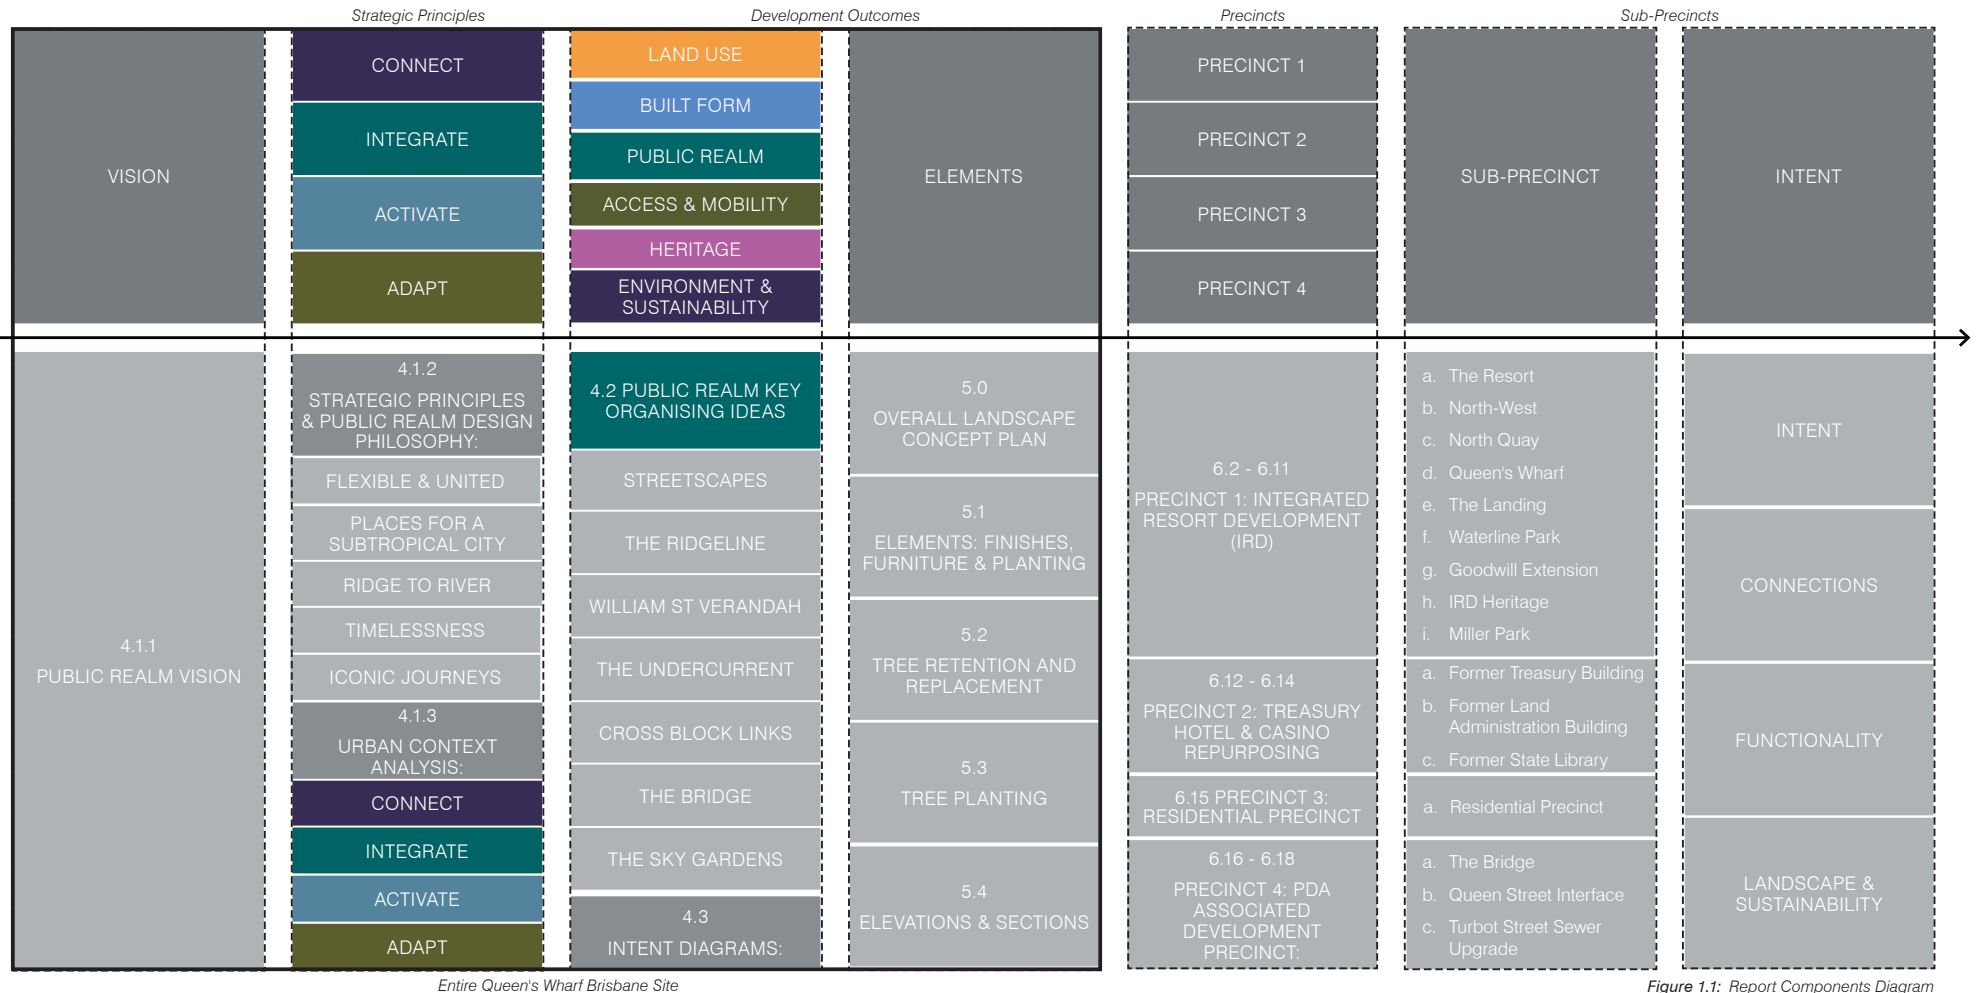 Strategic Principles
Development Outcomes
Precincts
Sub-Precincts
VISION
CONNECT
INTEGRATE
ACTIVATE
ADAPT
LAND USE
BUILT FORM
PUBLIC REALM
ACCESS & MOBILITY
HERITAGE
ENVIRONMENT &
SUSTAINABILITY
ELEMENTS
PRECINCT 1
PRECINCT 2
PRECINCT 3
PRECINCT 4
SUB-PRECINCT
INTENT
4.1.1
PUBLIC REALM VISION
4.1.2
STRATEGIC PRINCIPLES
& PUBLIC REALM DESIGN
PHILOSOPHY:
FLEXIBLE & UNITED
PLACES FOR A
SUBTROPICAL CITY
RIDGE TO RIVER
TIMELESSNESS
ICONIC JOURNEYS
4.1.3
URBAN CONTEXT
ANALYSIS:
CONNECT
INTEGRATE
ACTIVATE
ADAPT
4.2 PUBLIC REALM KEY
ORGANISING IDEAS
STREETSCAPES
THE RIDGELINE
WILLIAM ST VERANDAH
THE UNDERCURRENT
CROSS BLOCK LINKS
THE BRIDGE
THE SKY GARDENS
4.3
INTENT DIAGRAMS:
5.0
OVERALL LANDSCAPE
CONCEPT PLAN
5.1
ELEMENTS: FINISHES,
FURNITURE & PLANTING
5.2
TREE RETENTION AND
REPLACEMENT
5.3
TREE PLANTING
5.4
ELEVATIONS & SECTIONS
6.2 - 6.11
PRECINCT 1: INTEGRATED
RESORT DEVELOPMENT
(IRD)
6.12 - 6.14
PRECINCT 2: TREASURY
HOTEL & CASINO
REPURPOSING
6.15 PRECINCT 3:
RESIDENTIAL PRECINCT
6.16 - 6.18
PRECINCT 4: PDA
ASSOCIATED
DEVELOPMENT
PRECINCT:
a. The Resort
b. North-West
c. North Quay
d. Queen's Wharf
e. The Landing
f. Waterline Park
g. Goodwill Extension
h. IRD Heritage
i. Miller Park
a. Former Treasury Building
b. Former Land
Administration Building
c. Former State Library
a. Residential Precinct
a. The Bridge
b. Queen Street Interface
c. Turbot Street Sewer
Upgrade
INTENT
CONNECTIONS
FUNCTIONALITY
LANDSCAPE &
SUSTAINABILITY
Entire Queen's Wharf Brisbane Site
Figure 1.1: Report Components Diagram